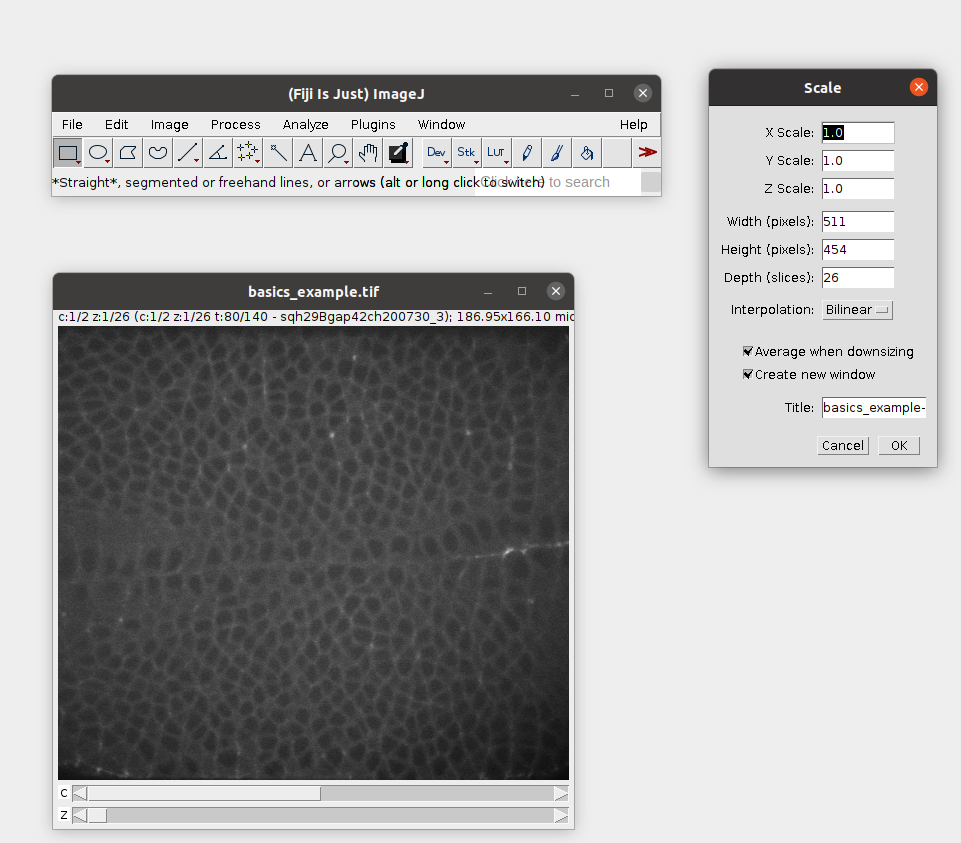 (Fiji Is Just) ImageJ
File Edit Image Process Analyze Plugins Window Help
A Dev Stk LUT
*Straight*, segmented or freehand lines, or arrows (alt or long click to switch) to search
basics_example.tif
c:1/2 z:1/26 (c:1/2 z:1/26 t:80/140 - sqh29Bgap42ch200730_3); 186.95x166.10 mic
C
Z
Scale
X Scale: 1.0
Y Scale: 1.0
Z Scale: 1.0
Width (pixels): 511
Height (pixels): 454
Depth (slices): 26
Interpolation: Bilinear
Average when downsizing
Create new window
Title: basics_example-
Cancel OK